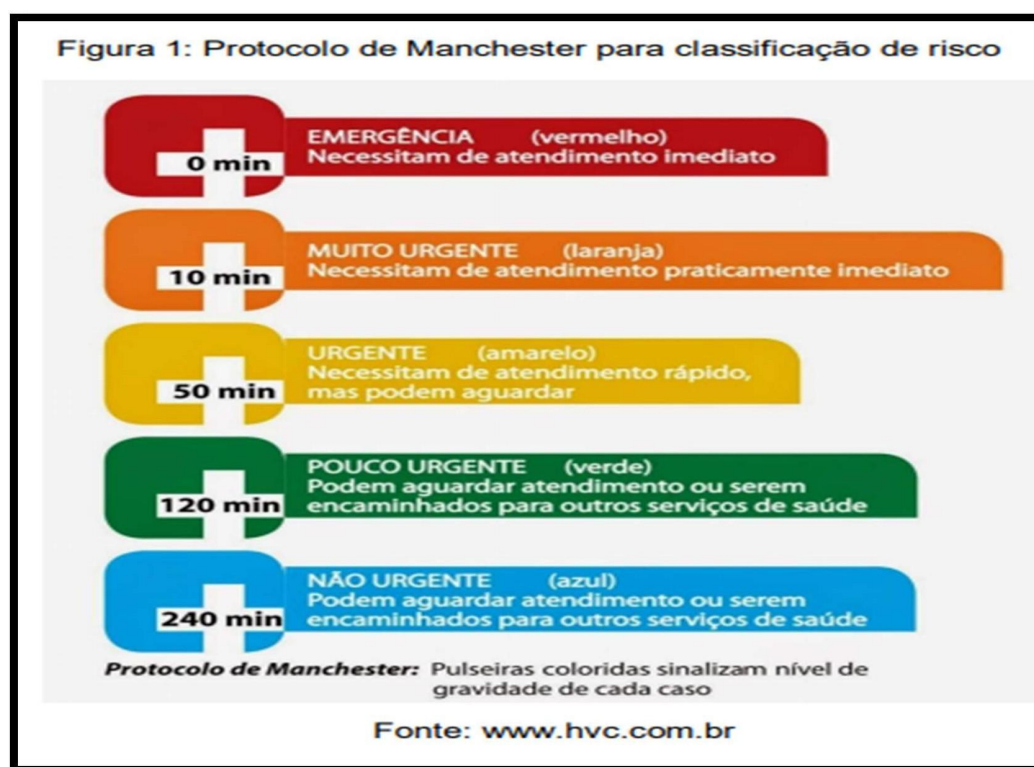 Figura 1: Protocolo de Manchester para classificação de risco
EMERGÊNCIA (vermelho)
0 min Necessitam de atendimento imediato
MUITO URGENTE (laranja)
10 min Necessitam de atendimento praticamente imediato
URGENTE (amarelo)
Necessitam de atendimento rápido,
50 min mas podem aguardar
POUCO URGENTE (verde)
Podem aguardar atendimento ou serem
120 min encaminhados para outros serviços de saúde
NÃO URGENTE (azul)
Podem aguardar atendimento ou serem
240 min encaminhados para outros serviços de saúde
Protocolo de Manchester: Pulseiras coloridas sinalizam nível de
gravidade de cada caso
Fonte: www.hvc.com.br